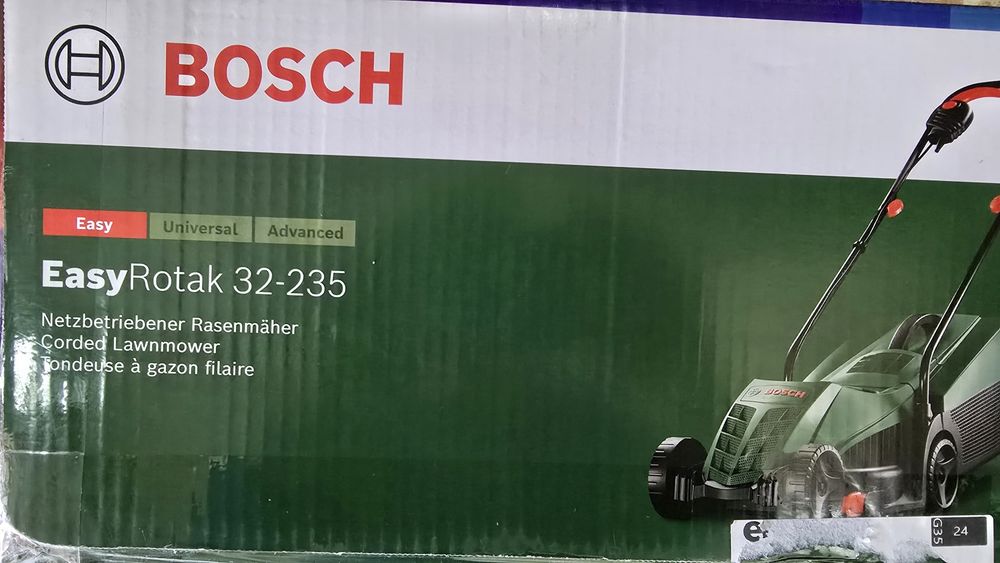 BOSCH
Easy Universal Advanced
EasyRotak 32-235
Netzbetriebener Rasenmäher
Corded Lawnmower
Tondeuse à gazon filaire
BOSCH
G35 24